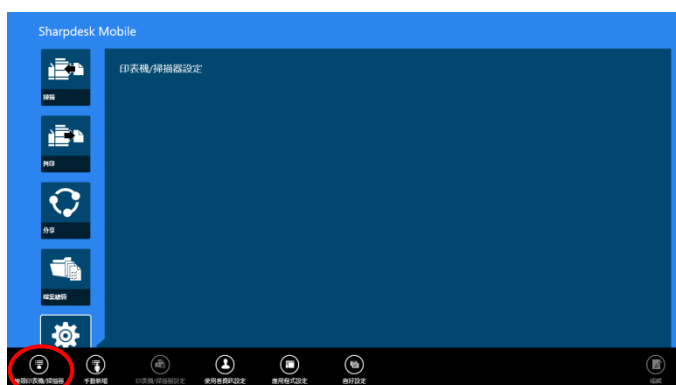 Sharpdesk Mobile
印表機/掃描器設定
掃描
列印
分享
檔案總管
搜尋印表機/掃描器
手動新增
印表機/掃描器設定
使用者資訊設定
應用程式設定
自好設定
編輯